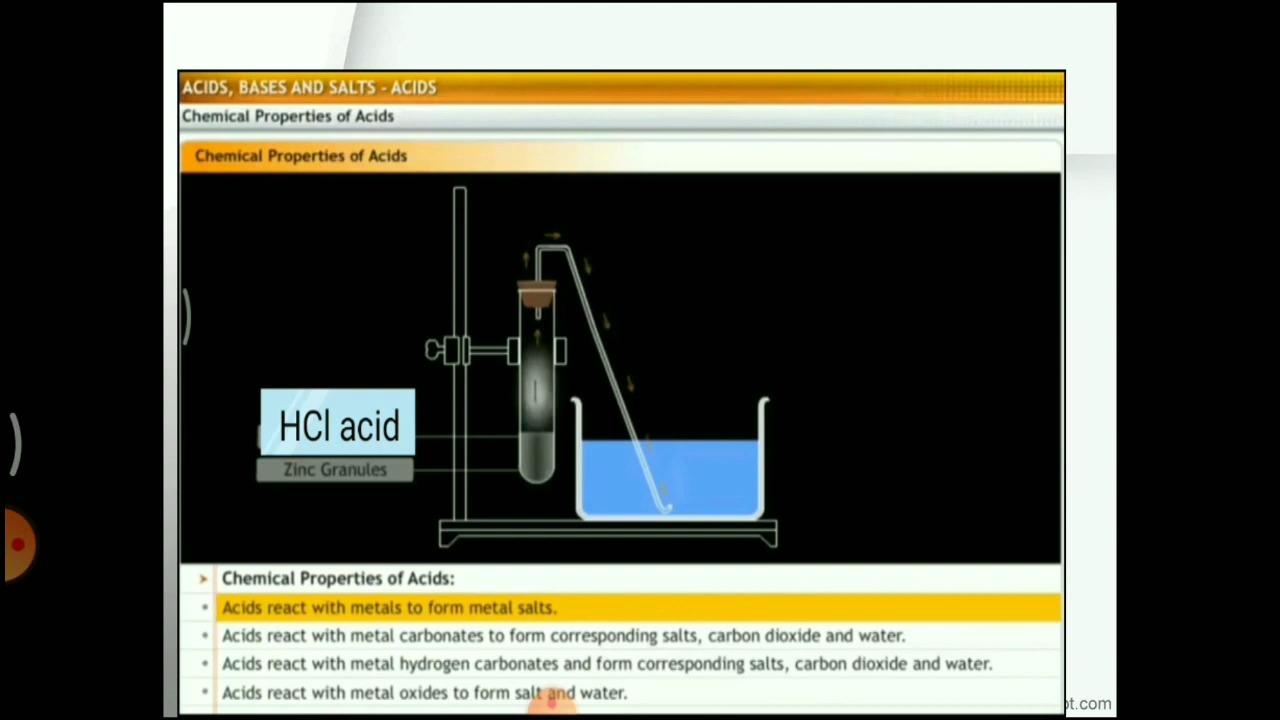 ACIDS, BASES AND SALTS - ACIDS
Chemical Properties of Acids
Chemical Properties of Acids
HCl acid
Zinc Granules
Chemical Properties of Acids:
Acids react with metals to form metal salts.
Acids react with metal carbonates to form corresponding salts, carbon dioxide and water.
Acids react with metal hydrogen carbonates and form corresponding salts, carbon dioxide and water.
Acids react with metal oxides to form salt and water.